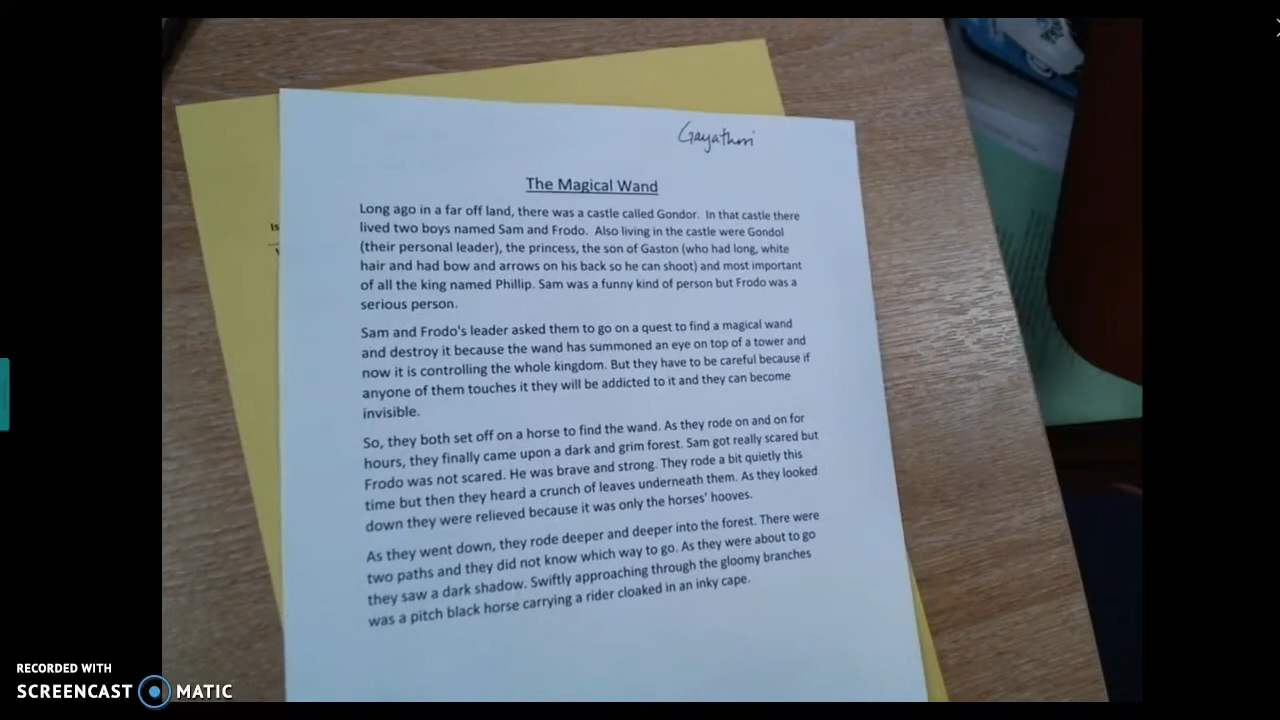 Gayathri
The Magical Wand
Long ago in a far off land, there was a castle called Gondor. In that castle there
lived two boys named Sam and Frodo. Also living in the castle were Gondol
(their personal leader), the princess, the son of Gaston (who had long, white
hair and had bow and arrows on his back so he can shoot) and most important
of all the king named Phillip. Sam was a funny kind of person but Frodo was a
serious person.
Sam and Frodo's leader asked them to go on a quest to find a magical wand
and destroy it because the wand has summoned an eye on top of a tower and
now it is controlling the whole kingdom. But they have to be careful because if
anyone of them touches it they will be addicted to it and they can become
invisible.
So, they both set off on a horse to find the wand. As they rode on and on for
hours, they finally came upon a dark and grim forest. Sam got really scared but
Frodo was not scared. He was brave and strong. They rode a bit quietly this
time but then they heard a crunch of leaves underneath them. As they looked
down they were relieved because it was only the horses' hooves.
As they went down, they rode deeper and deeper into the forest. There were
two paths and they did not know which way to go. As they were about to go
they saw a dark shadow. Swiftly approaching through the gloomy branches
was a pitch black horse carrying a rider cloaked in an inky cape.
Is
RECORDED WITH
SCREENCAST MATIC